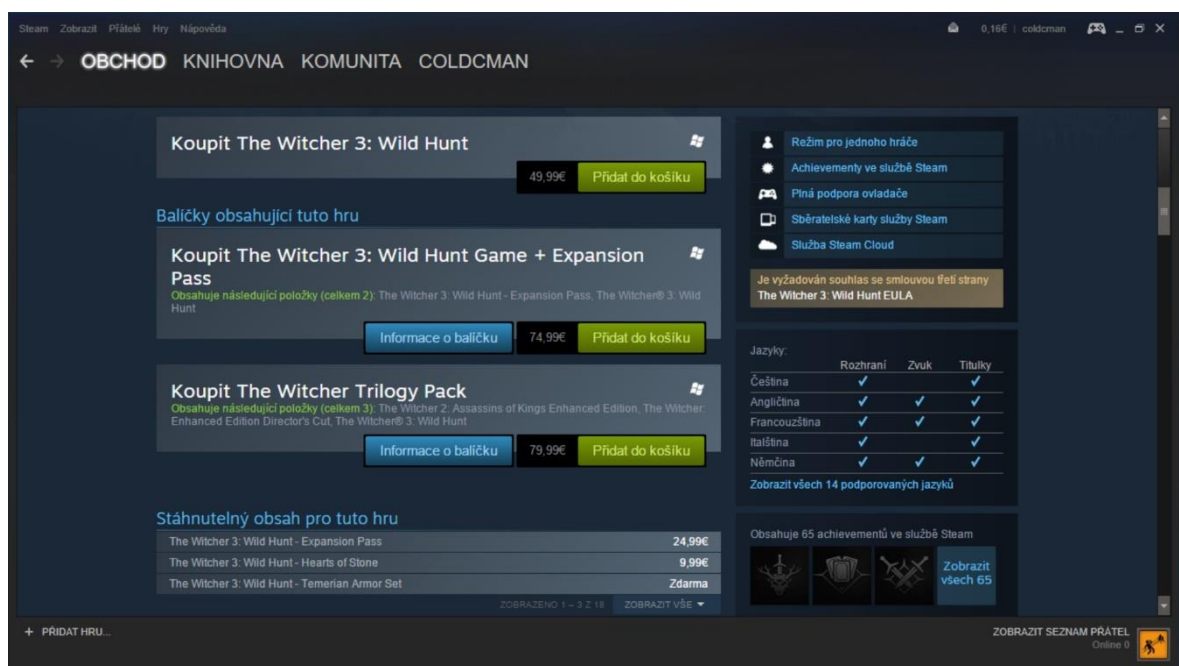 Steam Zobrazit Přátelé Hry Nápověda
0,16€ | coldcman
OBCHOD KNIHOVNA KOMUNITA COLDCMAN
Koupit The Witcher 3: Wild Hunt
49,99€ Přidat do košíku
Balíčky obsahující tuto hru
Koupit The Witcher 3: Wild Hunt Game + Expansion
Pass
Obsahuje následující položky (celkem 2): The Witcher 3: Wild Hunt - Expansion Pass, The Witcher® 3: Wild
Hunt
Informace o balíčku 74,99€ Přidat do košíku
Koupit The Witcher Trilogy Pack
Obsahuje následující položky (celkem 3): The Witcher 2: Assassins of Kings Enhanced Edition, The Witcher:
Enhanced Edition Director's Cut, The Witcher® 3: Wild Hunt
Informace o balíčku 79,99€ Přidat do košíku
Stáhnutelný obsah pro tuto hru
The Witcher 3: Wild Hunt - Expansion Pass 24,99€
The Witcher 3: Wild Hunt - Hearts of Stone 9,99€
The Witcher 3: Wild Hunt - Temerian Armor Set Zdarma
ZOBRAZENO 1 – 3 Z 18 ZOBRAZIT VŠE
Režim pro jednoho hráče
Achievementy ve službě Steam
Plná podpora ovladače
Sběratelské karty služby Steam
Služba Steam Cloud
Je vyžadován souhlas se smlouvou třetí strany
The Witcher 3: Wild Hunt EULA
Jazyky:
Rozhraní Zvuk Titulky
Čeština
Angličtina
Francouzština
Italština
Němčina
Zobrazit všech 14 podporovaných jazyků
Obsahuje 65 achievementů ve službě Steam
Zobrazit
všech 65
+ PŘIDAT HRU...
ZOBRAZIT SEZNAM PŘÁTEL
Online 0